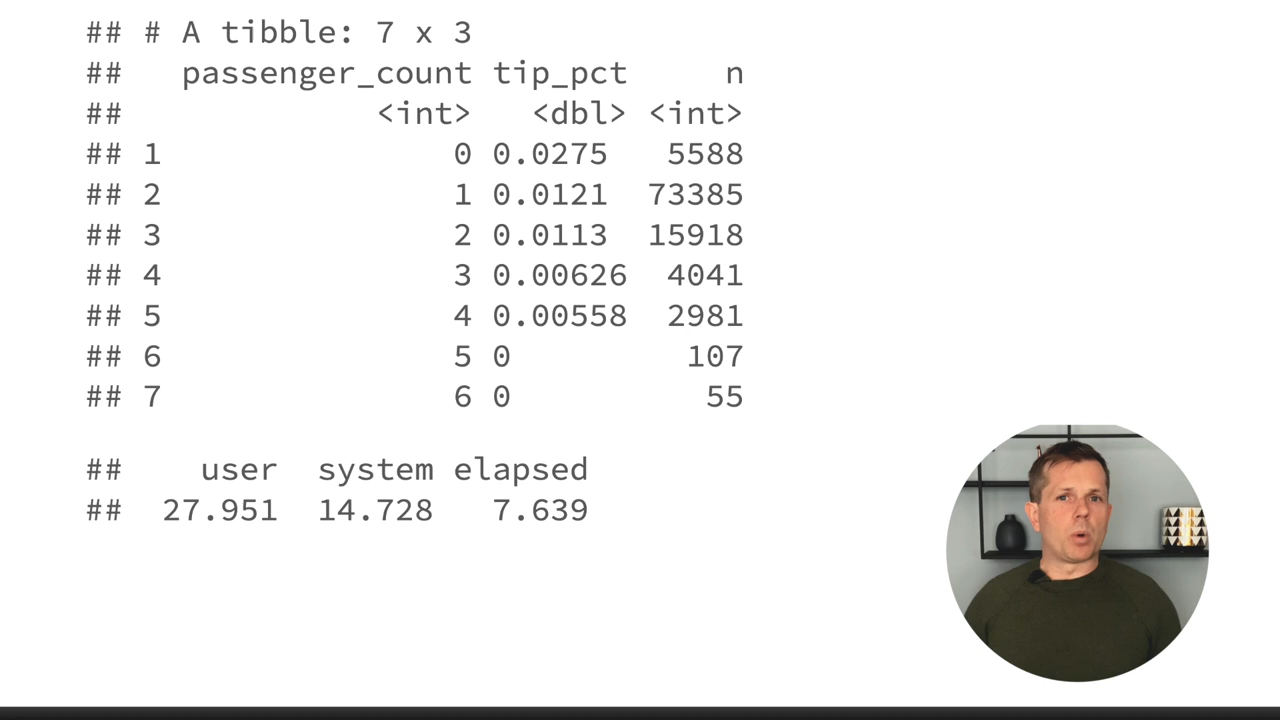 ## # A tibble: 7 x 3
##   passenger_count tip_pct     n
##             <int>   <dbl> <int>
## 1               0 0.0275   5588
## 2               1 0.0121  73385
## 3               2 0.0113  15918
## 4               3 0.00626  4041
## 5               4 0.00558  2981
## 6               5 0         107
## 7               6 0          55
##    user  system elapsed
##  27.951  14.728   7.639